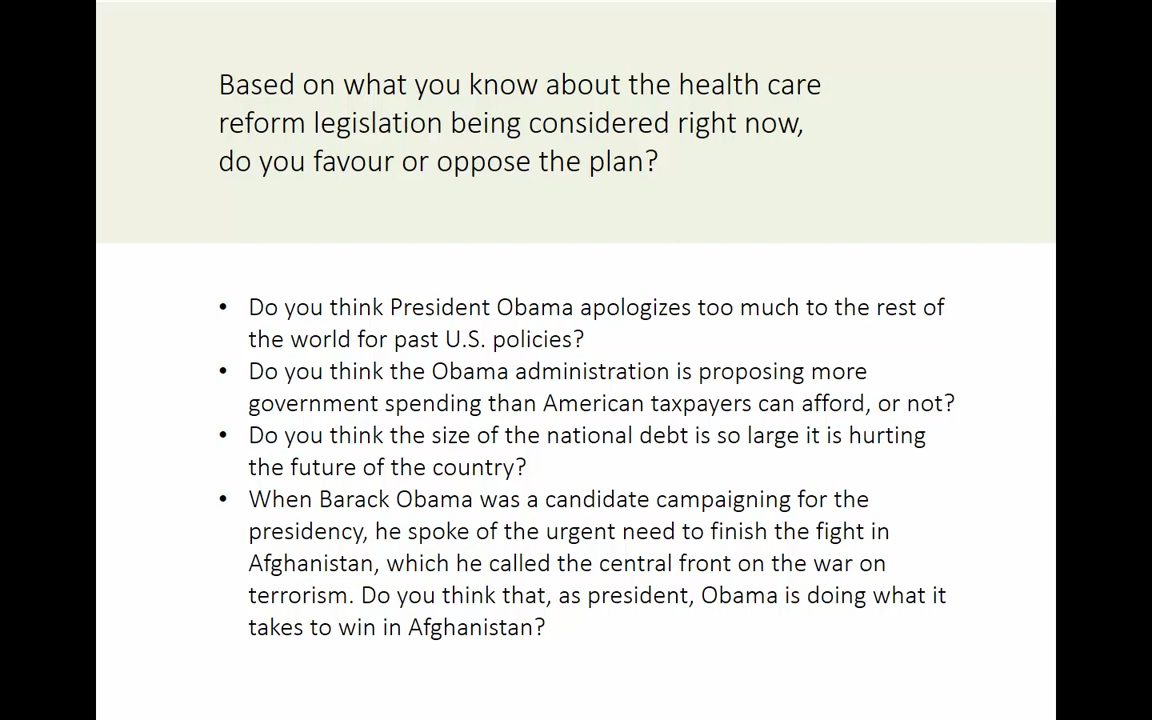 Based on what you know about the health care
reform legislation being considered right now,
do you favour or oppose the plan?
• Do you think President Obama apologizes too much to the rest of
the world for past U.S. policies?
• Do you think the Obama administration is proposing more
government spending than American taxpayers can afford, or not?
• Do you think the size of the national debt is so large it is hurting
the future of the country?
• When Barack Obama was a candidate campaigning for the
presidency, he spoke of the urgent need to finish the fight in
Afghanistan, which he called the central front on the war on
terrorism. Do you think that, as president, Obama is doing what it
takes to win in Afghanistan?